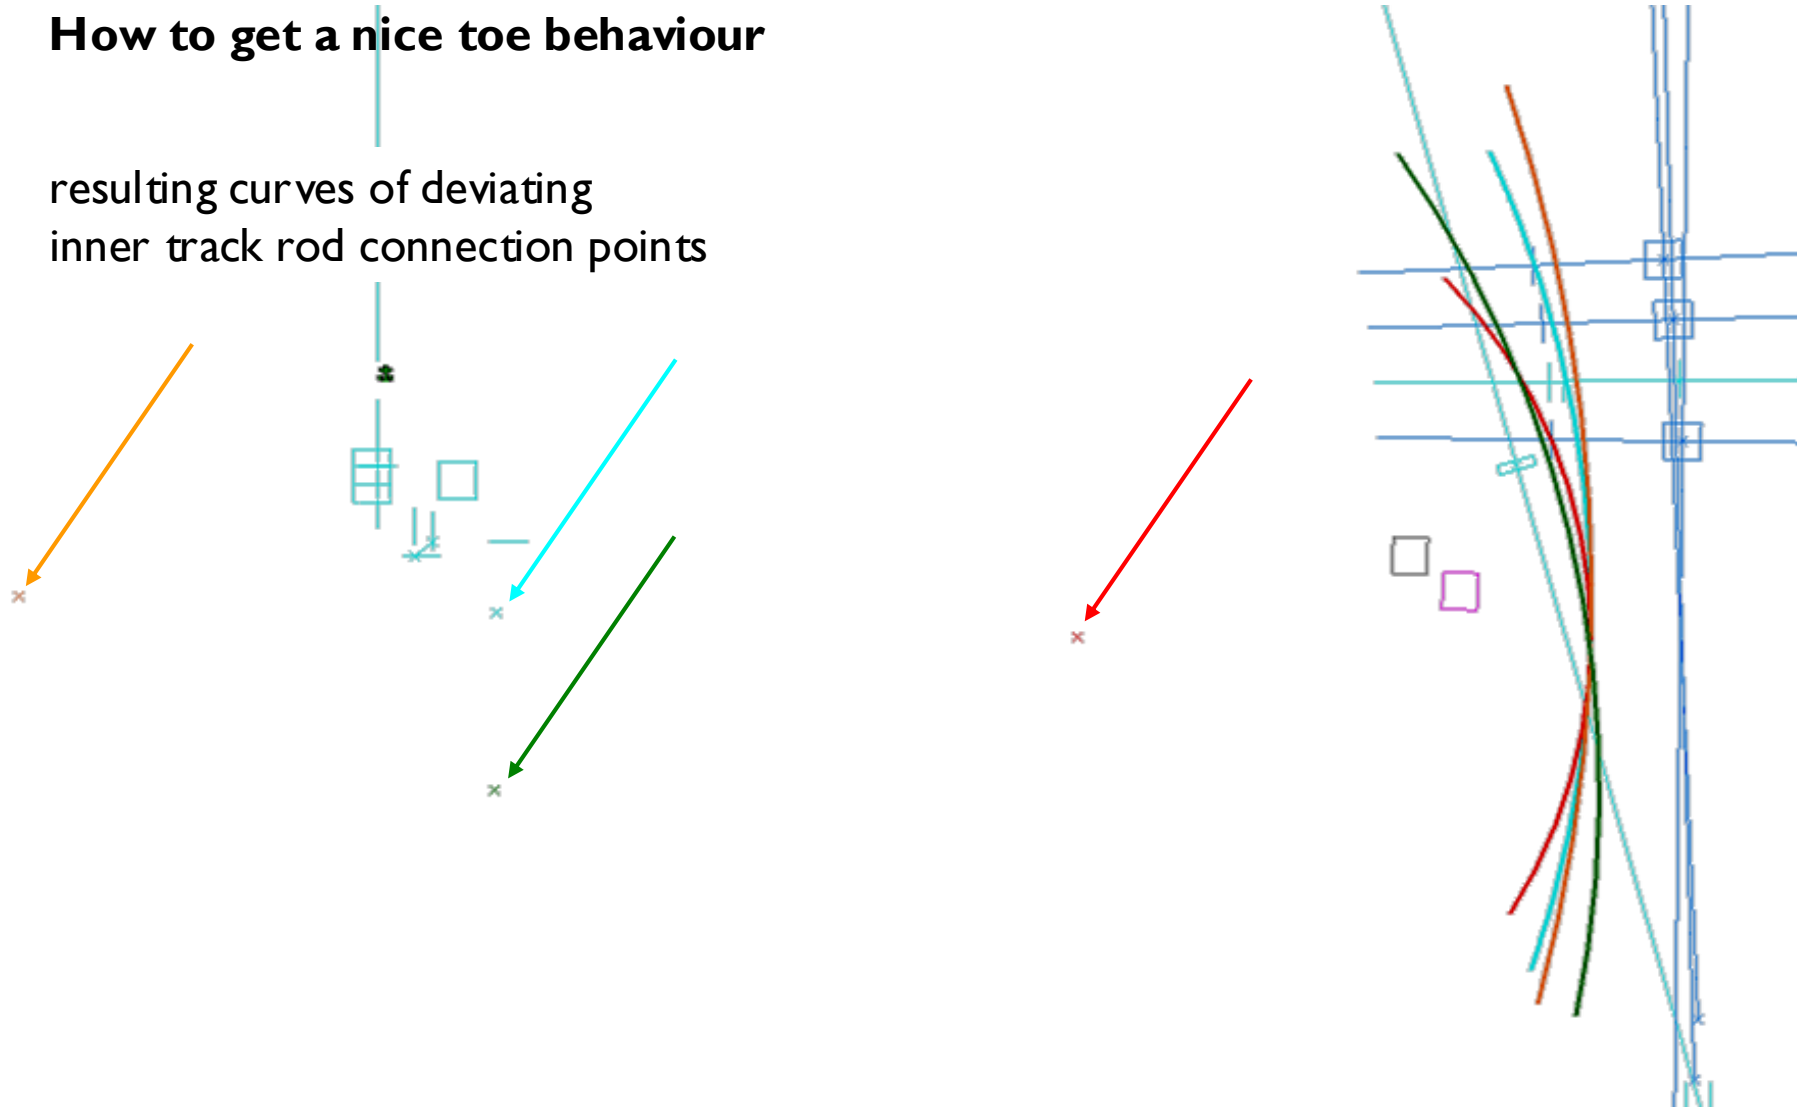 How to get a nice toe behaviour
resulting curves of deviating
inner track rod connection points